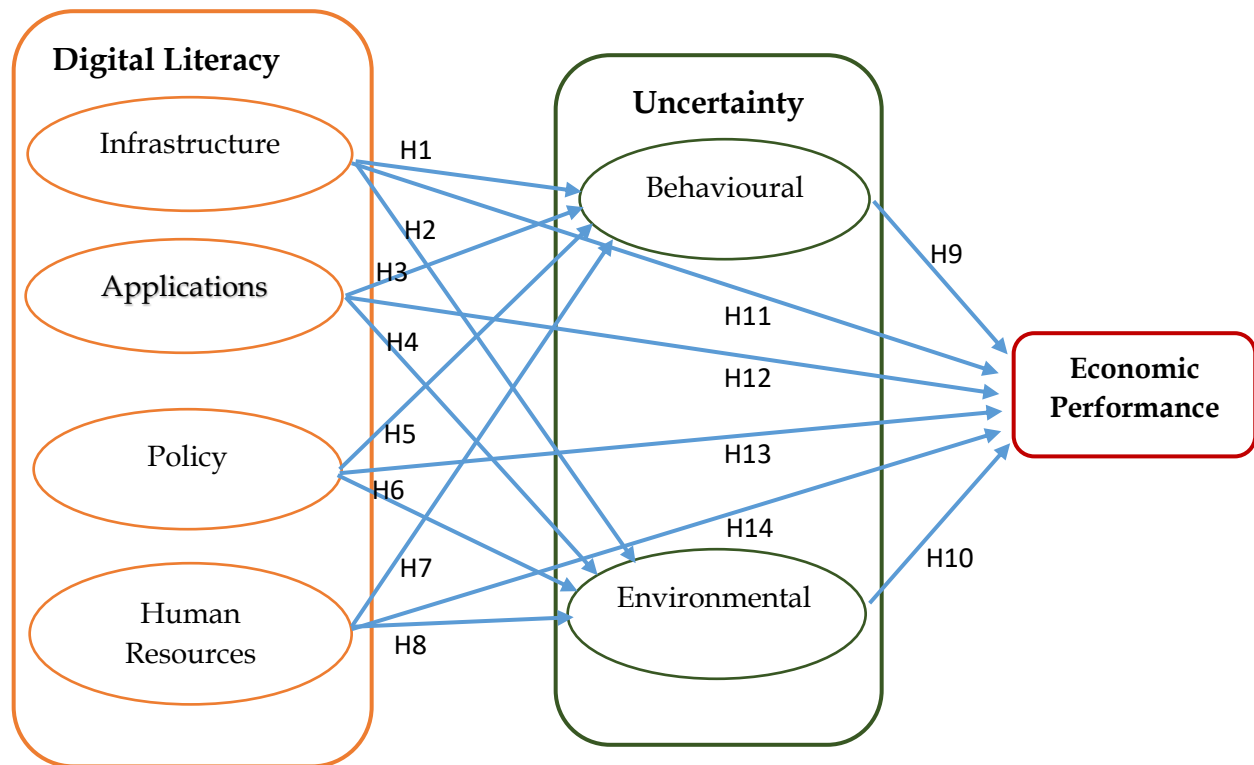 Digital Literacy
Infrastructure
Applications
Policy
Human
Resources
H1
H2
H3
H4
H5
H6
H7
H8
Uncertainty
Behavioural
Environmental
H11
H12
H13
H14
H9
H10
Economic
Performance